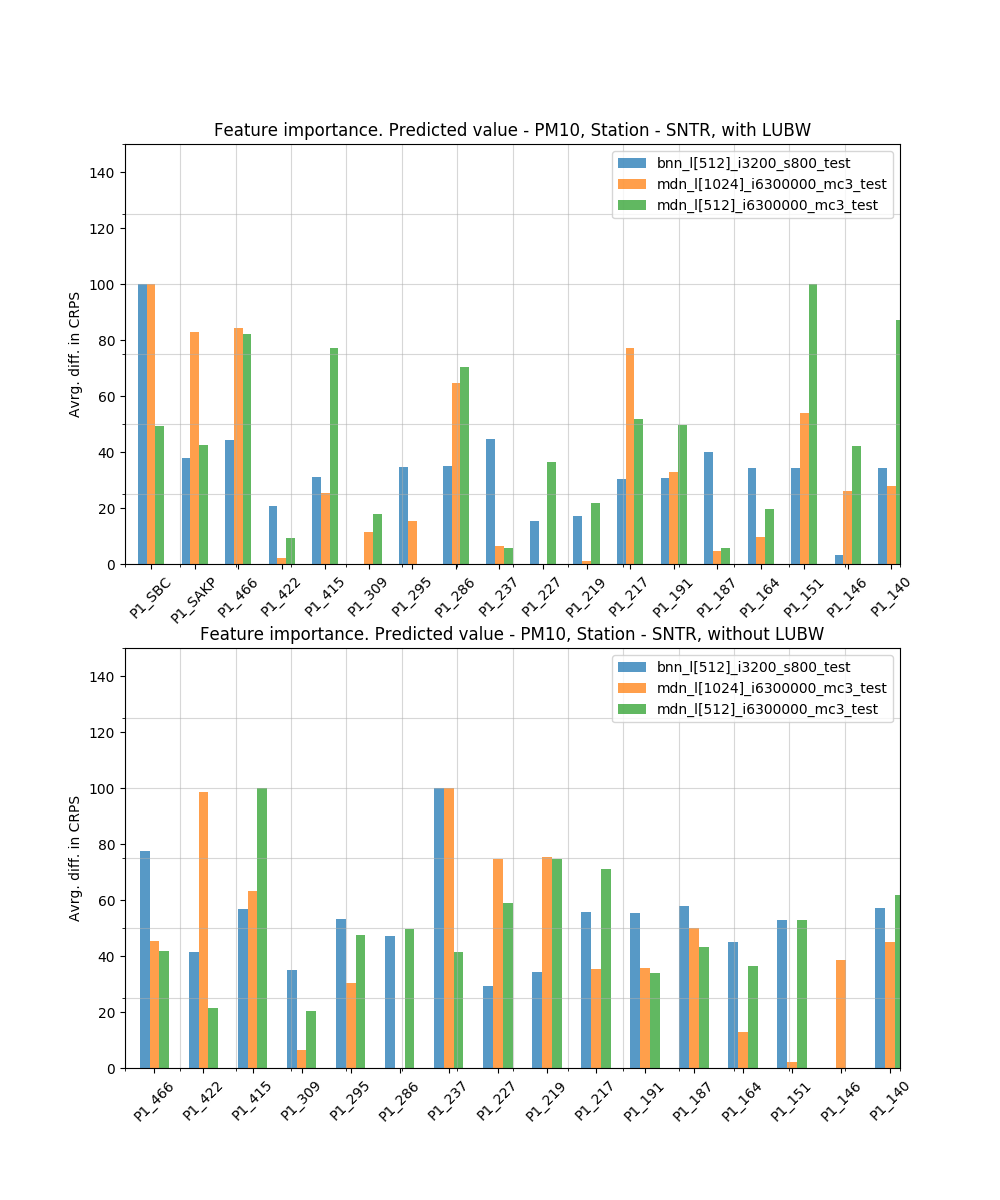 Feature importance. Predicted value - PM10, Station - SNTR, with LUBW
bnn_l[512]_i3200_s800_test
mdn_l[1024]_i6300000_mc3_test
mdn_l[512]_i6300000_mc3_test
Avrg. diff. in CRPS
140
120
100
80
60
40
20
0
P1_SBC P1_SAKP P1_466 P1_422 P1_415 P1_309 P1_295 P1_286 P1_237 P1_227 P1_219 P1_217 P1_191 P1_187 P1_164 P1_151 P1_146 P1_140
Feature importance. Predicted value - PM10, Station - SNTR, without LUBW
bnn_l[512]_i3200_s800_test
mdn_l[1024]_i6300000_mc3_test
mdn_l[512]_i6300000_mc3_test
Avrg. diff. in CRPS
140
120
100
80
60
40
20
0
P1_466 P1_422 P1_415 P1_309 P1_295 P1_286 P1_237 P1_227 P1_219 P1_217 P1_191 P1_187 P1_164 P1_151 P1_146 P1_140